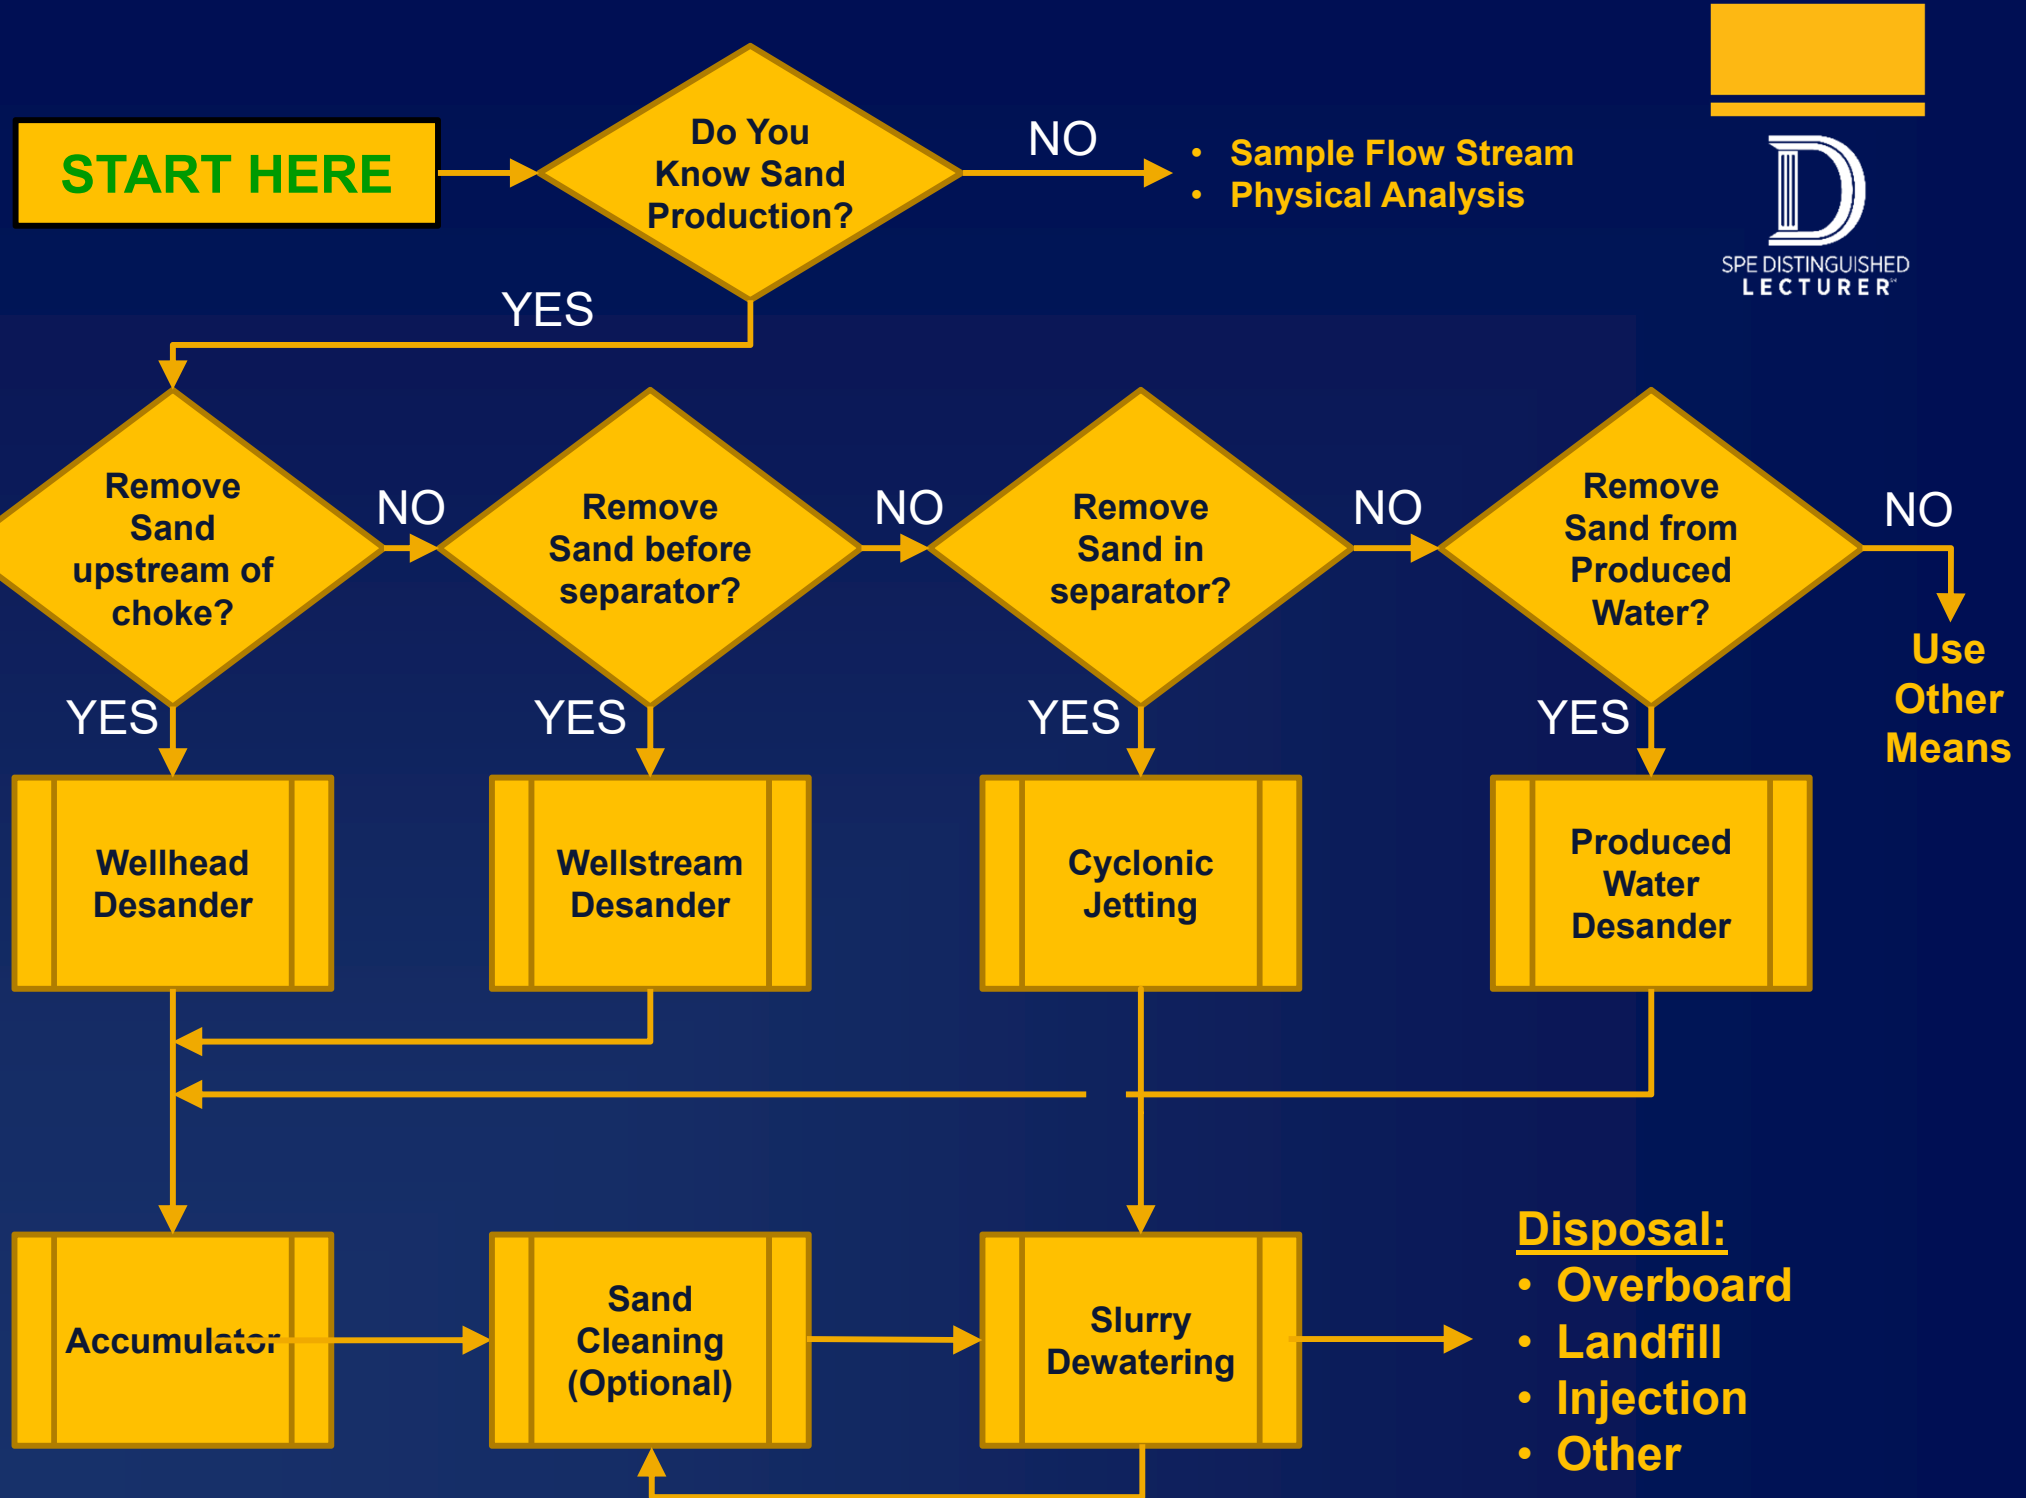 START HERE
Do You
Know Sand
Production?
NO
• Sample Flow Stream
• Physical Analysis
SPE DISTINGUISHED
LECTURER
YES
Remove
Sand
upstream of
choke?
NO
Remove
Sand before
separator?
NO
Remove
Sand in
separator?
NO
Remove
Sand from
Produced
Water?
NO
Use
Other
Means
YES
YES
YES
YES
Wellhead
Desander
Wellstream
Desander
Cyclonic
Jetting
Produced
Water
Desander
Accumulator
Sand
Cleaning
(Optional)
Slurry
Dewatering
Disposal:
• Overboard
• Landfill
• Injection
• Other